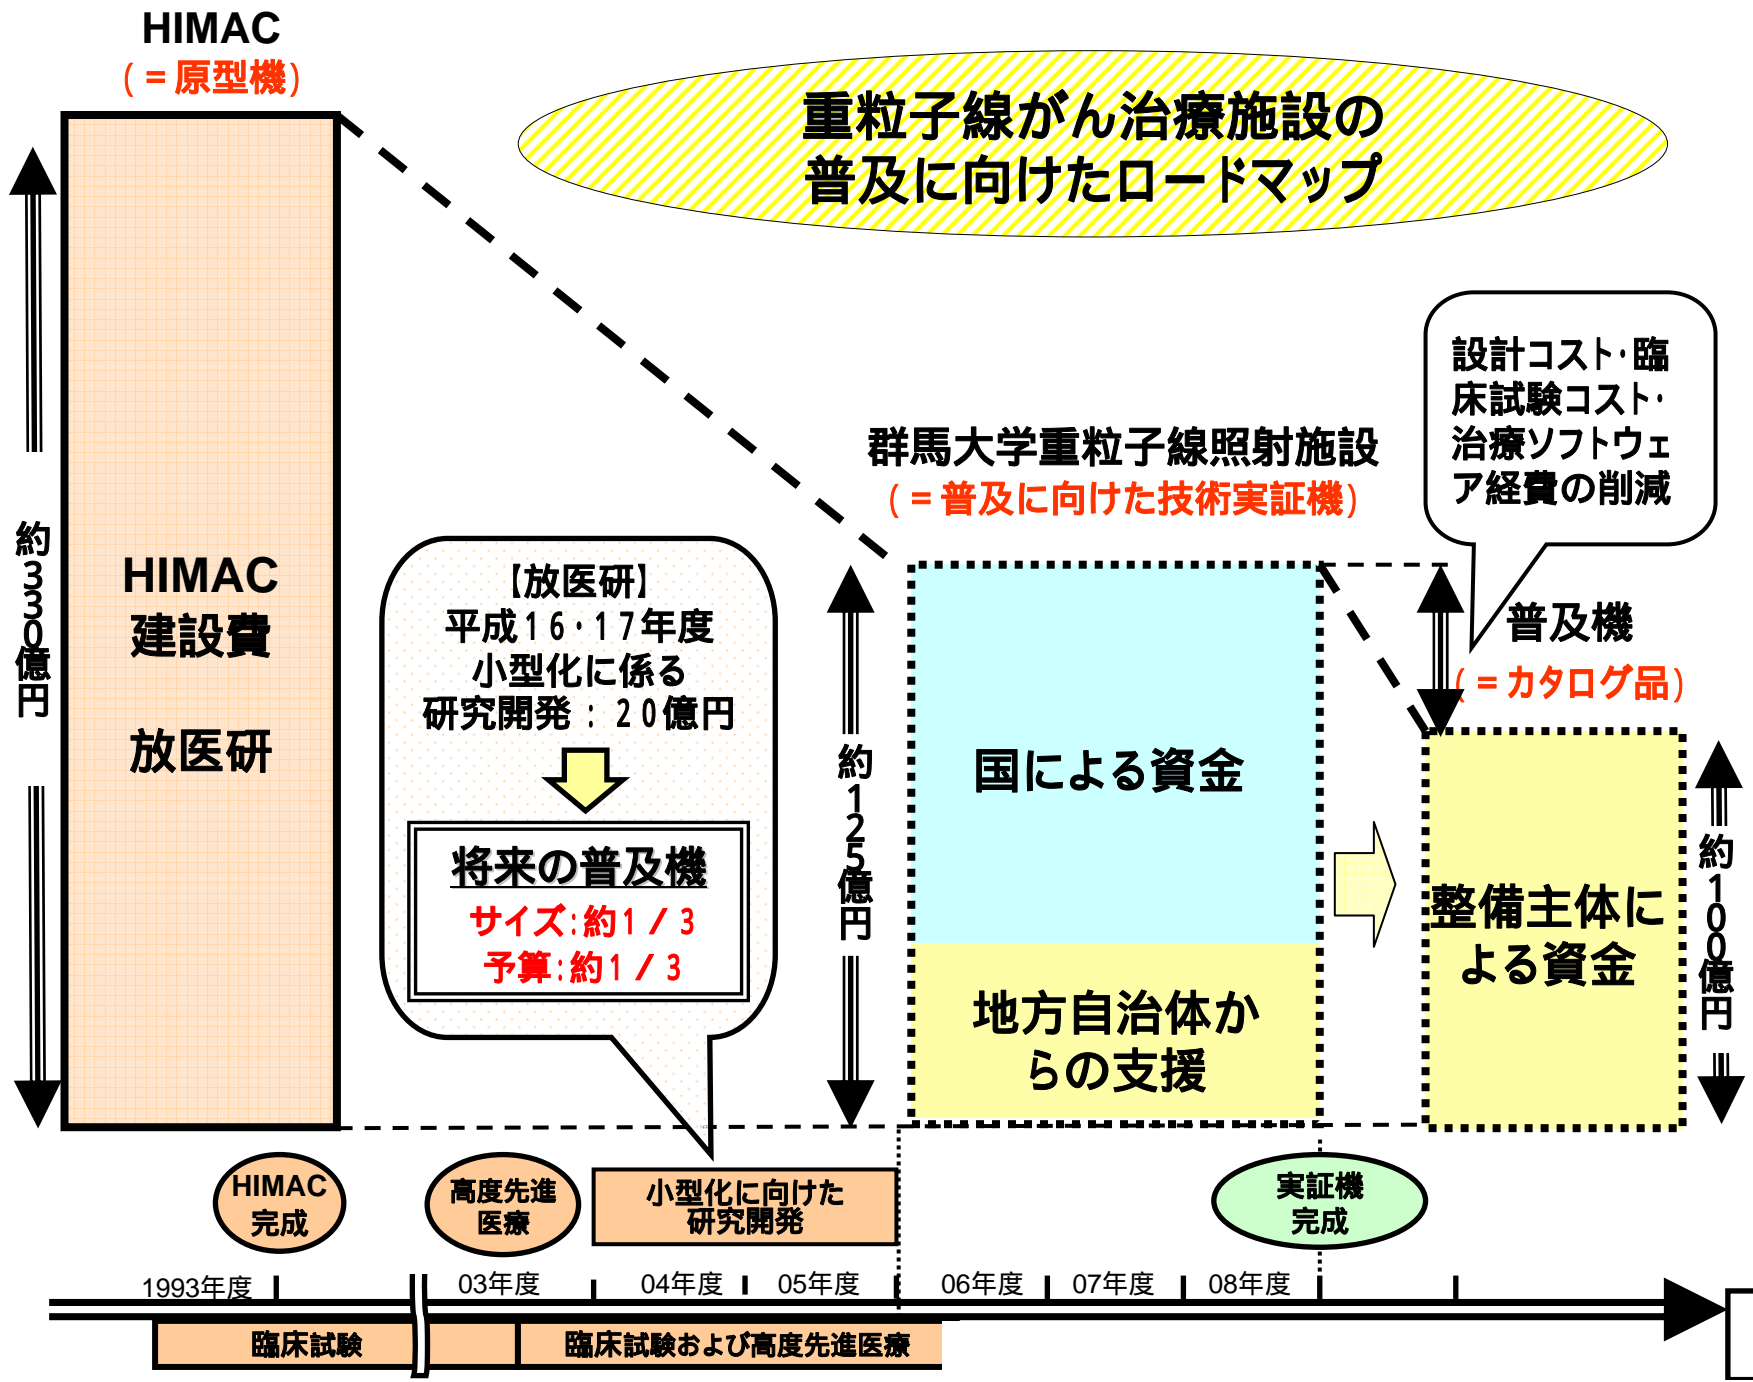 HIMAC
(=原型機)
重粒子線がん治療施設の
普及に向けたロードマップ
約330億円
HIMAC
建設費
放医研
【放医研】
平成16・17年度
小型化に係る
研究開発：20億円
将来の普及機
サイズ：約1／3
予算：約1／3
群馬大学重粒子線照射施設
(=普及に向けた技術実証機)
約125億円
国による資金
地方自治体か
らの支援
設計コスト・臨
床試験コスト・
治療ソフトウェ
ア経費の削減
普及機
(=カタログ品)
整備主体に
よる資金
約100億円
HIMAC
完成
高度先進
医療
小型化に向けた
研究開発
実証機
完成
1993年度
03年度
04年度
05年度
06年度
07年度
08年度
臨床試験
臨床試験および高度先進医療